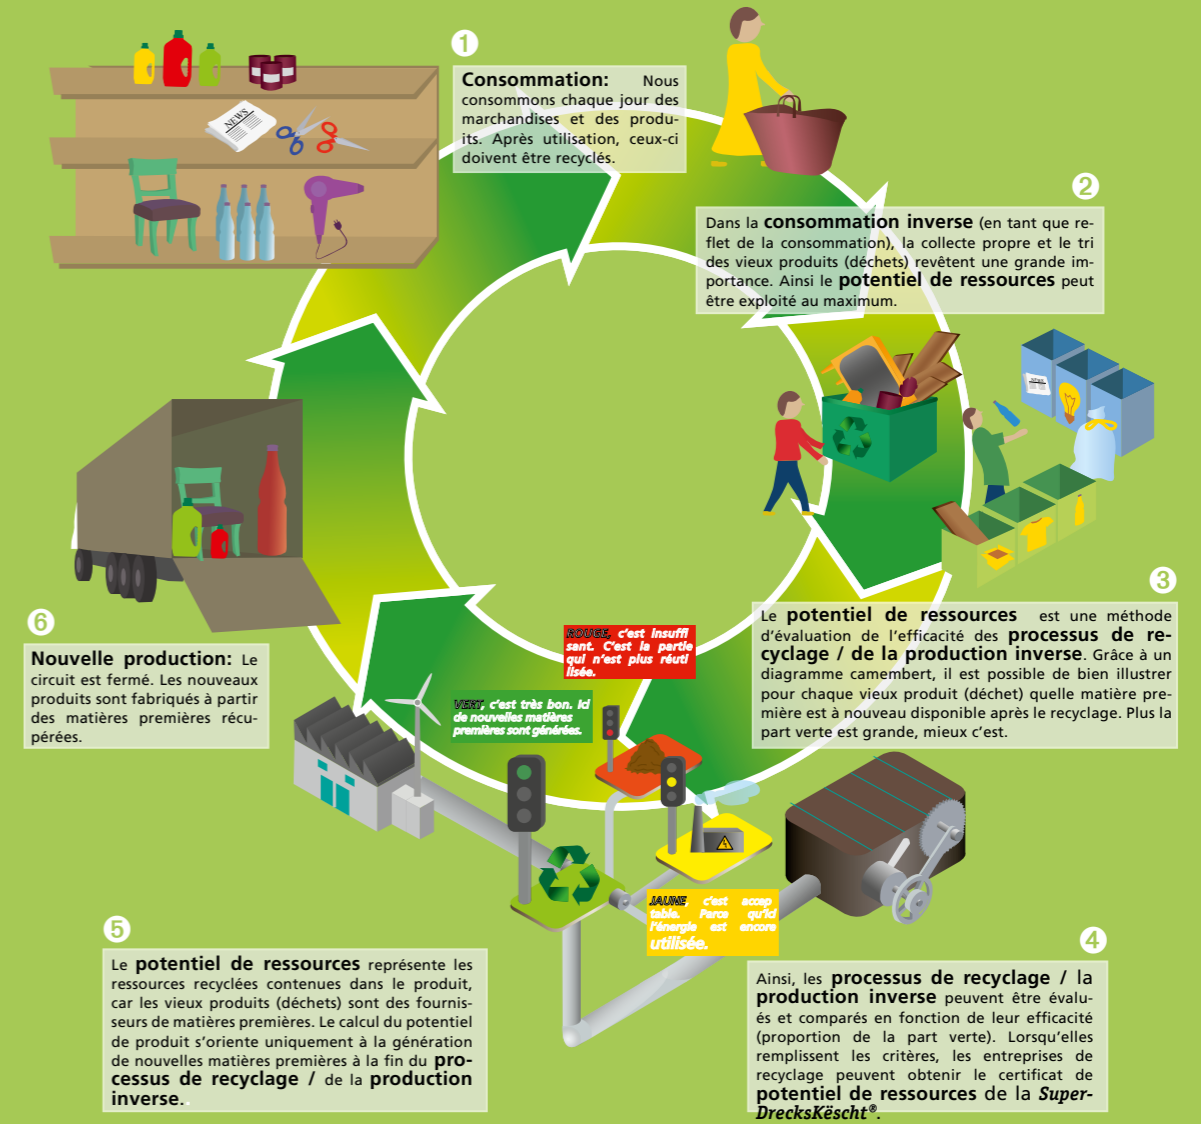 1
Consommation: Nous
consommons chaque jour des
marchandises et des produ-
its. Après utilisation, ceux-ci
doivent être recyclés.
NEWS
2
Dans la consommation inverse (en tant que re-
flet de la consommation), la collecte propre et le tri
des vieux produits (déchets) revêtent une grande im-
portance. Ainsi le potentiel de ressources peut
être exploité au maximum.
NEWS
3
Le potentiel de ressources est une méthode
d'évaluation de l'efficacité des processus de re-
cyclage / de la production inverse. Grâce à un
diagramme camembert, il est possible de bien illustrer
pour chaque vieux produit (déchet) quelle matière pre-
mière est à nouveau disponible après le recyclage. Plus la
part verte est grande, mieux c'est.
ROUGE, c'est insuffi
sant. C'est la partie
qui n'est plus réuti
lisée.
VERT, c'est très bon. Ici
de nouvelles matières
premières sont générées.
JAUNE, c'est accep
table. Parce qu'ici
l'énergie est encore
utilisée.
4
Ainsi, les processus de recyclage / la
production inverse peuvent être évalu-
és et comparés en fonction de leur efficacité
(proportion de la part verte). Lorsqu'elles
remplissent les critères, les entreprises de
recyclage peuvent obtenir le certificat de
potentiel de ressources de la Super-
DrecksKëscht®.
5
Le potentiel de ressources représente les
ressources recyclées contenues dans le produit,
car les vieux produits (déchets) sont des fournis-
seurs de matières premières. Le calcul du potentiel
de produit s'oriente uniquement à la génération
de nouvelles matières premières à la fin du pro-
cessus de recyclage / de la production
inverse..
6
Nouvelle production: Le
circuit est fermé. Les nouveaux
produits sont fabriqués à partir
des matières premières récu-
pérées.